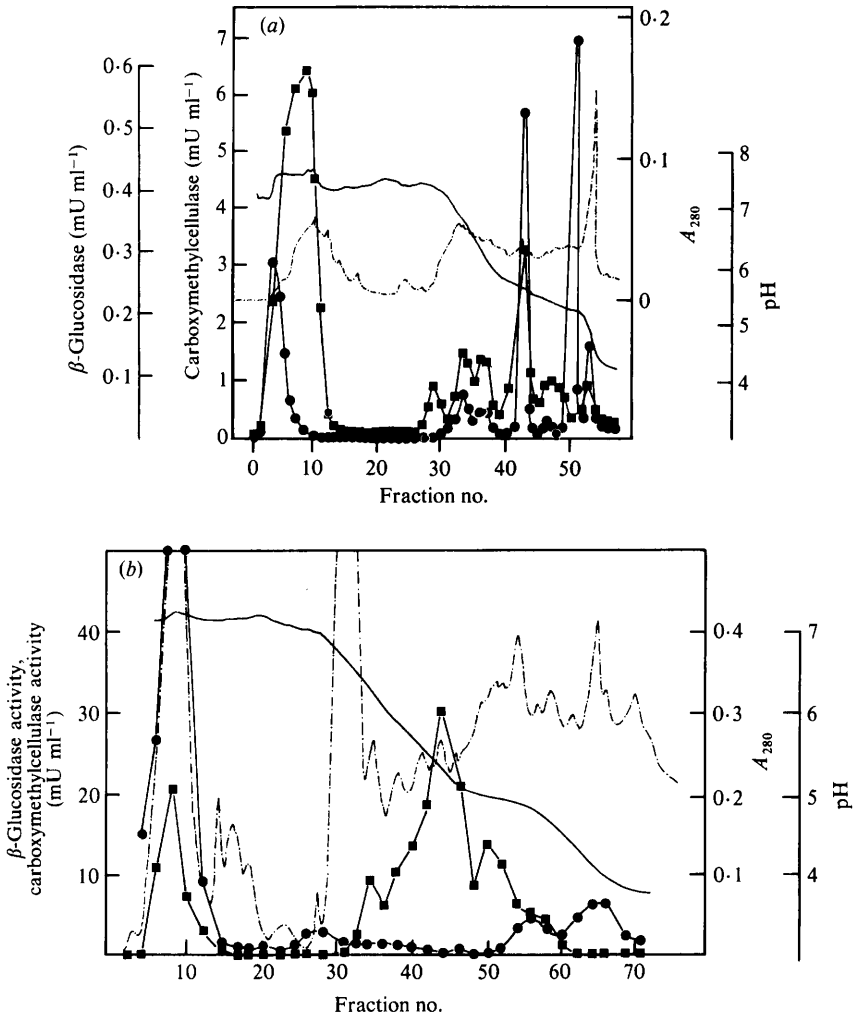 (a)
0.6
0.5
0.4
0.3
0.2
0.1
β-Glucosidase (mU ml⁻¹)
7
6
5
4
3
2
1
0
Carboxymethylcellulase (mU ml⁻¹)
0.2
0.1
0
A280
8
7
6
5
4
pH
0 10 20 30 40 50
Fraction no.
(b)
40
30
20
10
β-Glucosidase activity,
carboxymethylcellulase activity
(mU ml⁻¹)
0.4
0.3
0.2
0.1
A280
7
6
5
4
pH
10 20 30 40 50 60 70
Fraction no.